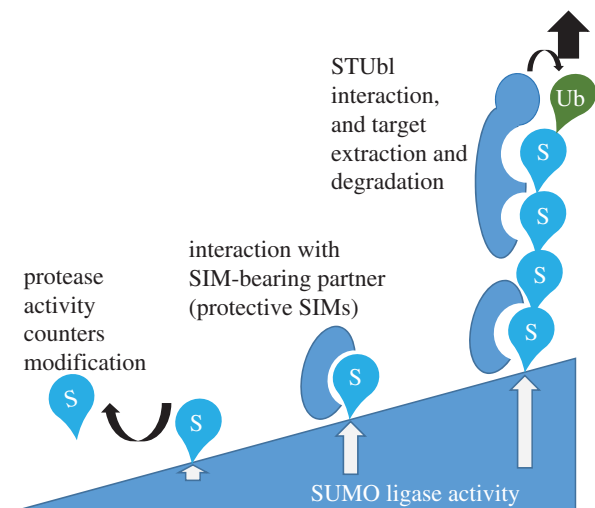 STUbl
interaction,
and target
extraction and
degradation
Ub
S
S
interaction with
SIM-bearing partner
(protective SIMs)
S
S
protease
activity
counters
modification
S
S
S
SUMO ligase activity